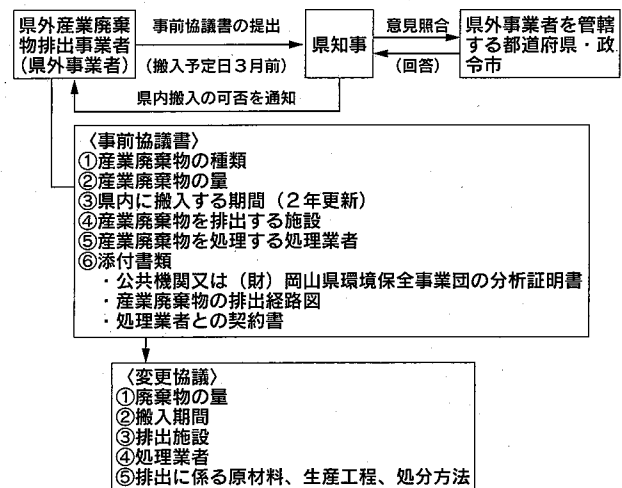 県外産業廃棄
物排出事業者
(県外事業者)
事前協議書の提出
(搬入予定日3月前)
県知事
意見照合
(回答)
県外事業者を管轄
する都道府県・政
令市
県内搬入の可否を通知
〈事前協議書〉
①産業廃棄物の種類
②産業廃棄物の量
③県内に搬入する期間(2年更新)
④産業廃棄物を排出する施設
⑤産業廃棄物を処理する処理業者
⑥添付書類
・公共機関又は(財)岡山県環境保全事業団の分析証明書
・産業廃棄物の排出経路図
・処理業者との契約書
〈変更協議〉
①廃棄物の量
②搬入期間
③排出施設
④処理業者
⑤排出に係る原材料、生産工程、処分方法